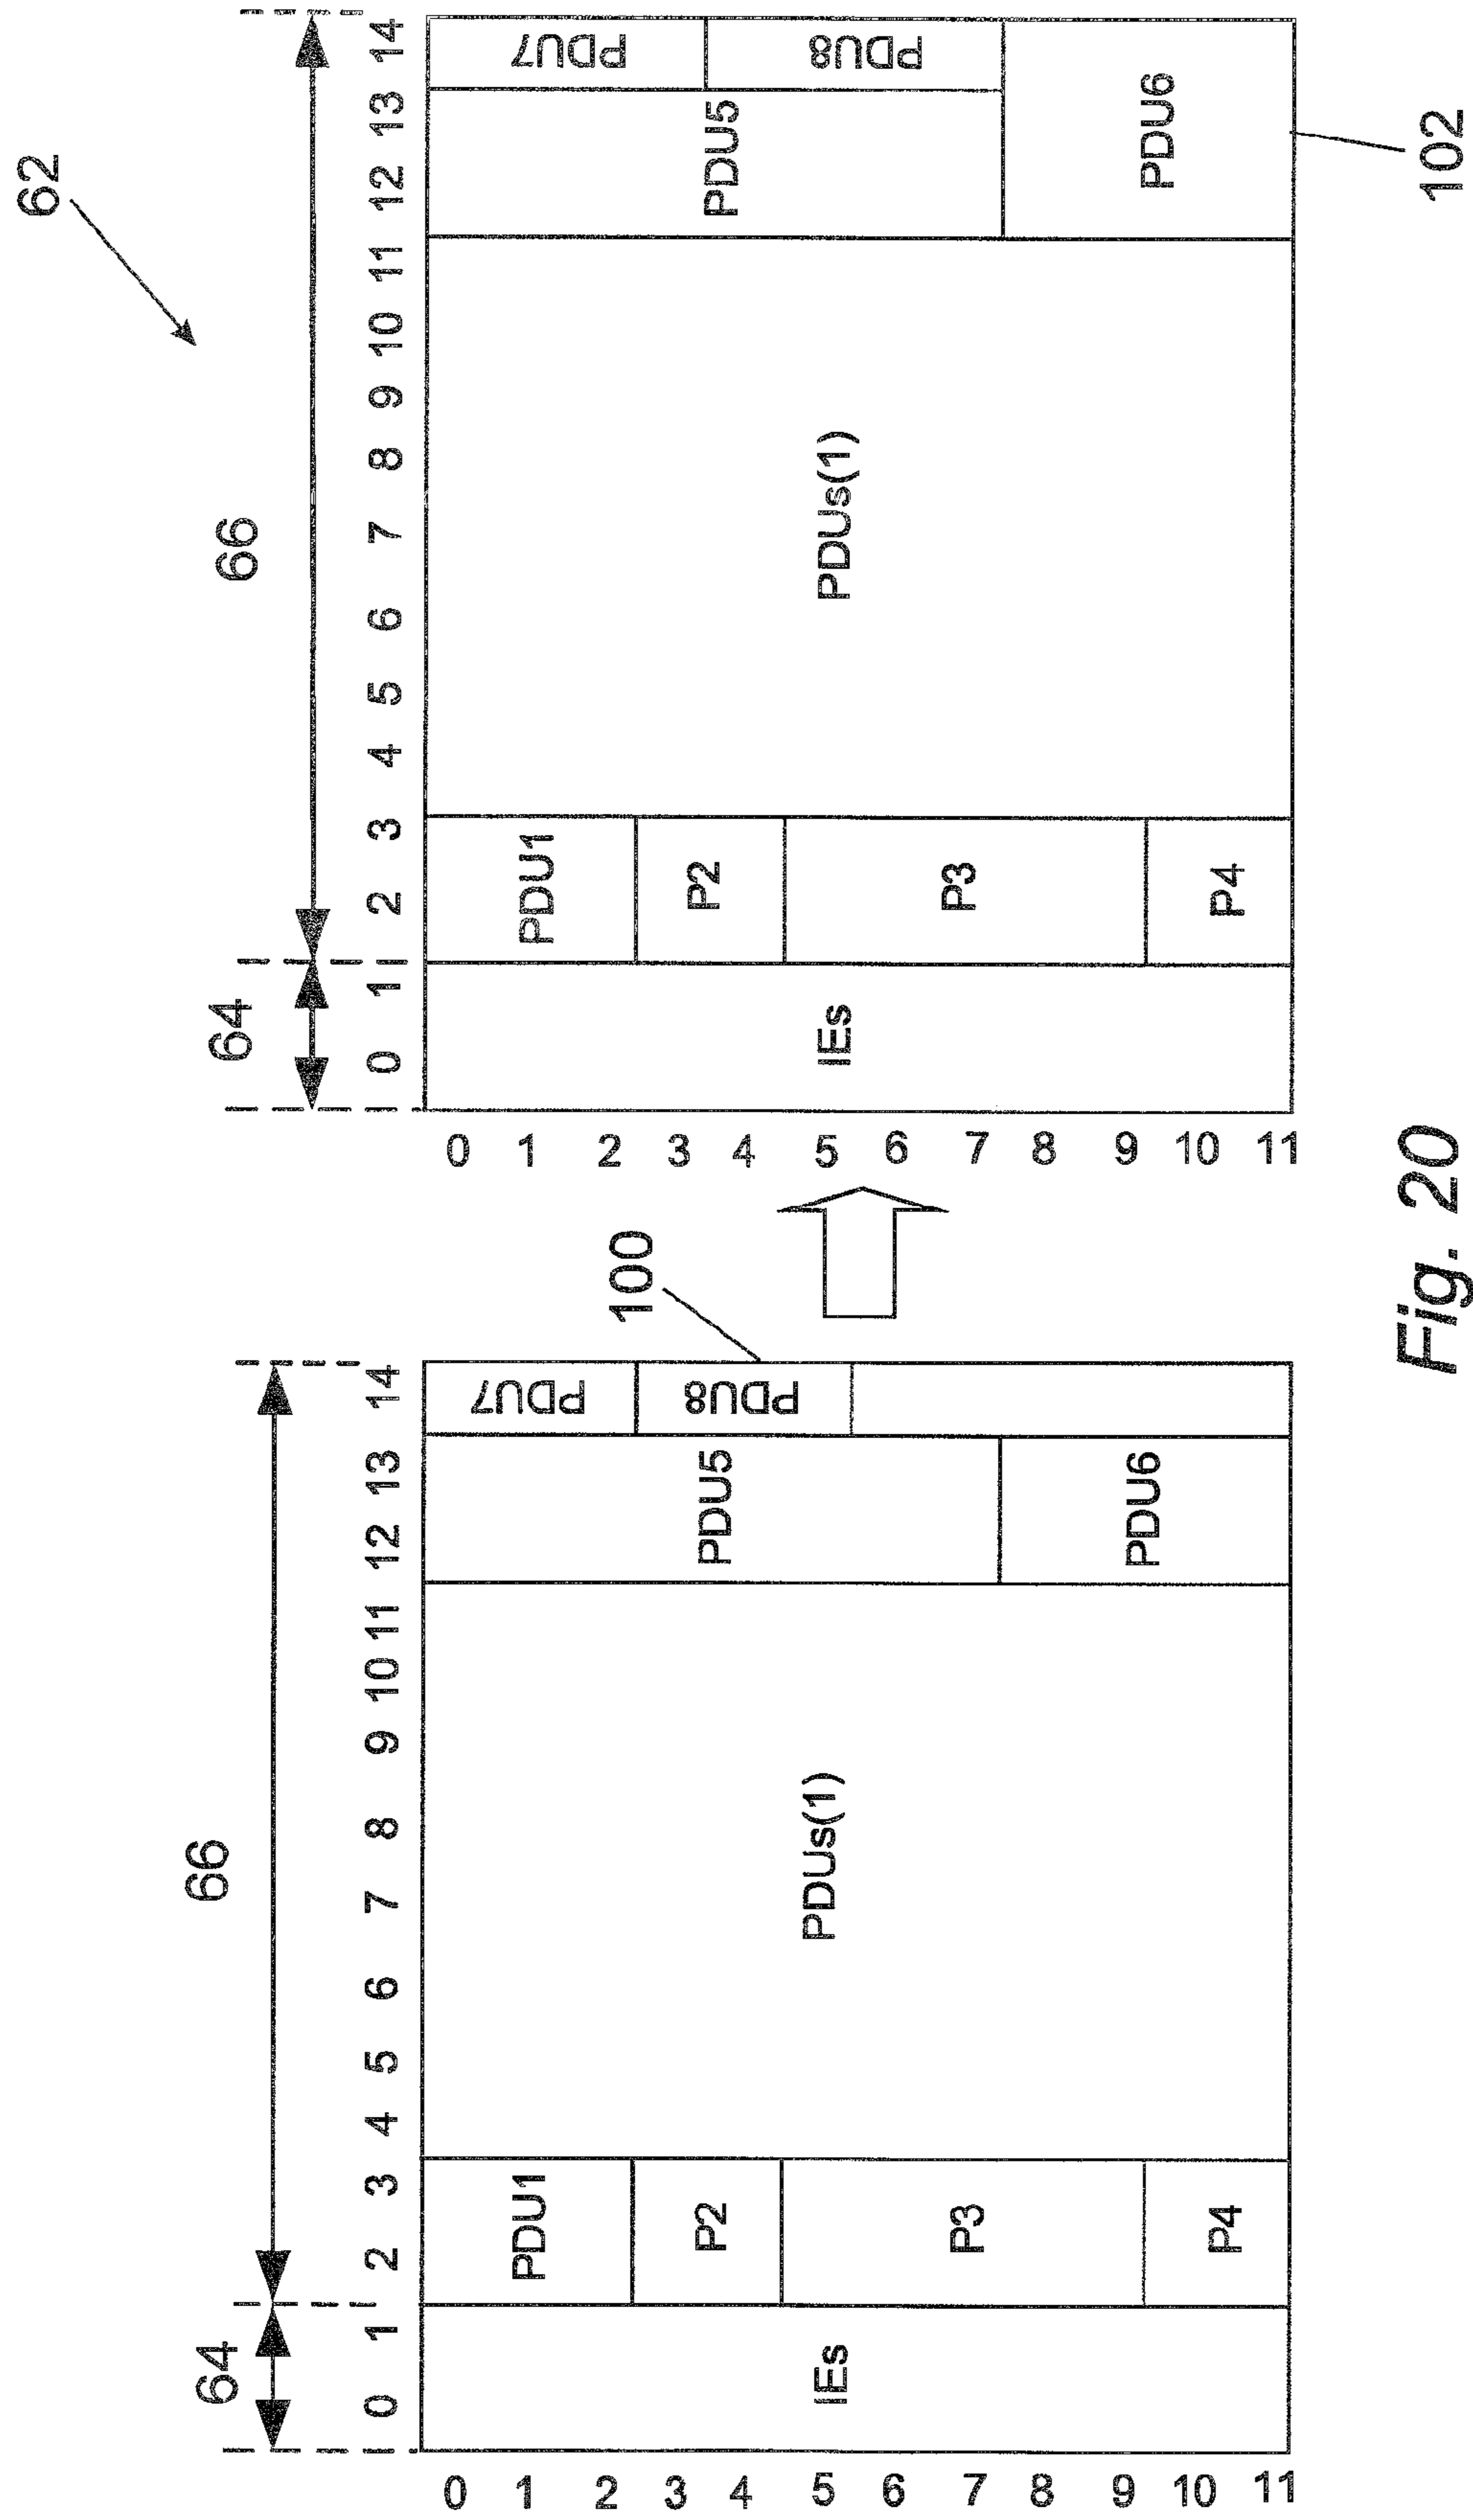 62
66
64
0 1 2 3 4 5 6 7 8 9 10 11 12 13 14
0
1
2
3
4
5
6
7
8
9
10
11
IEs
PDU1
P2
P3
P4
PDUs(1)
PDU5
PDU6
PDU7
PDU8
102
66
64
0 1 2 3 4 5 6 7 8 9 10 11 12 13 14
0
1
2
3
4
5
6
7
8
9
10
11
IEs
PDU1
P2
P3
P4
PDUs(1)
PDU5
PDU6
PDU7
PDU8
100
Fig. 20